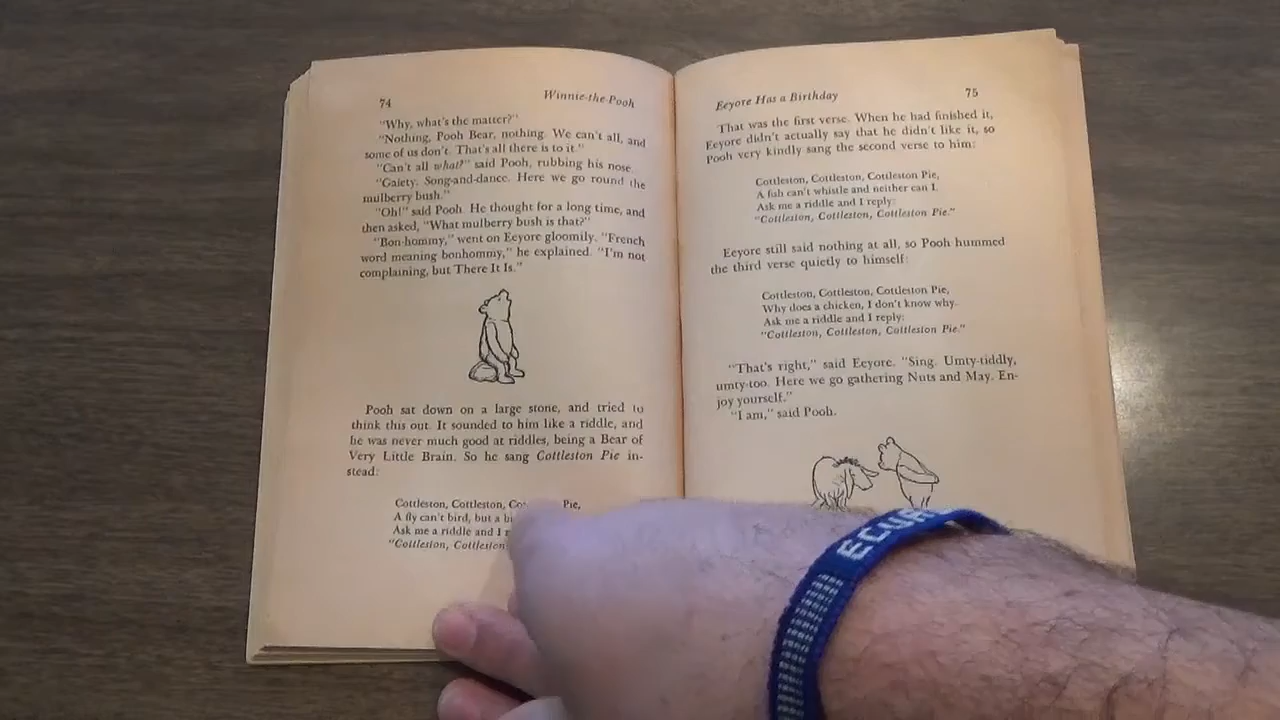 74
Winnie-the-Pooh
"Why, what's the matter?"
"Nothing, Pooh Bear, nothing. We can't all, and
some of us don't. That's all there is to it."
"Can't all what?" said Pooh, rubbing his nose.
"Gaiety. Song-and-dance. Here we go round the
mulberry bush."
"Oh!" said Pooh. He thought for a long time, and
then asked, "What mulberry bush is that?"
"Bon-hommy," went on Eeyore gloomily. "French
word meaning bonhommy," he explained. "I'm not
complaining, but There It Is."
Pooh sat down on a large stone, and tried to
think this out. It sounded to him like a riddle, and
he was never much good at riddles, being a Bear of
Very Little Brain. So he sang Cottleston Pie in-
stead:
Cottleston, Cottleston, Pie,
A fly can't bird, but a
Ask me a riddle and I
"Cottleston, Cottleston
Eeyore Has a Birthday
75
That was the first verse. When he had finished it,
Eeyore didn't actually say that he didn't like it, so
Pooh very kindly sang the second verse to him:
Cottleston, Cottleston, Cottleston Pie,
A fish can't whistle and neither can I.
Ask me a riddle and I reply:
"Cottleston, Cottleston, Cottleston Pie."
Eeyore still said nothing at all, so Pooh hummed
the third verse quietly to himself:
Cottleston, Cottleston, Cottleston Pie,
Why does a chicken, I don't know why.
Ask me a riddle and I reply:
"Cottleston, Cottleston, Cottleston Pie."
"That's right," said Eeyore. "Sing. Umty-tiddly,
umty-too. Here we go gathering Nuts and May. En-
joy yourself."
"I am," said Pooh.